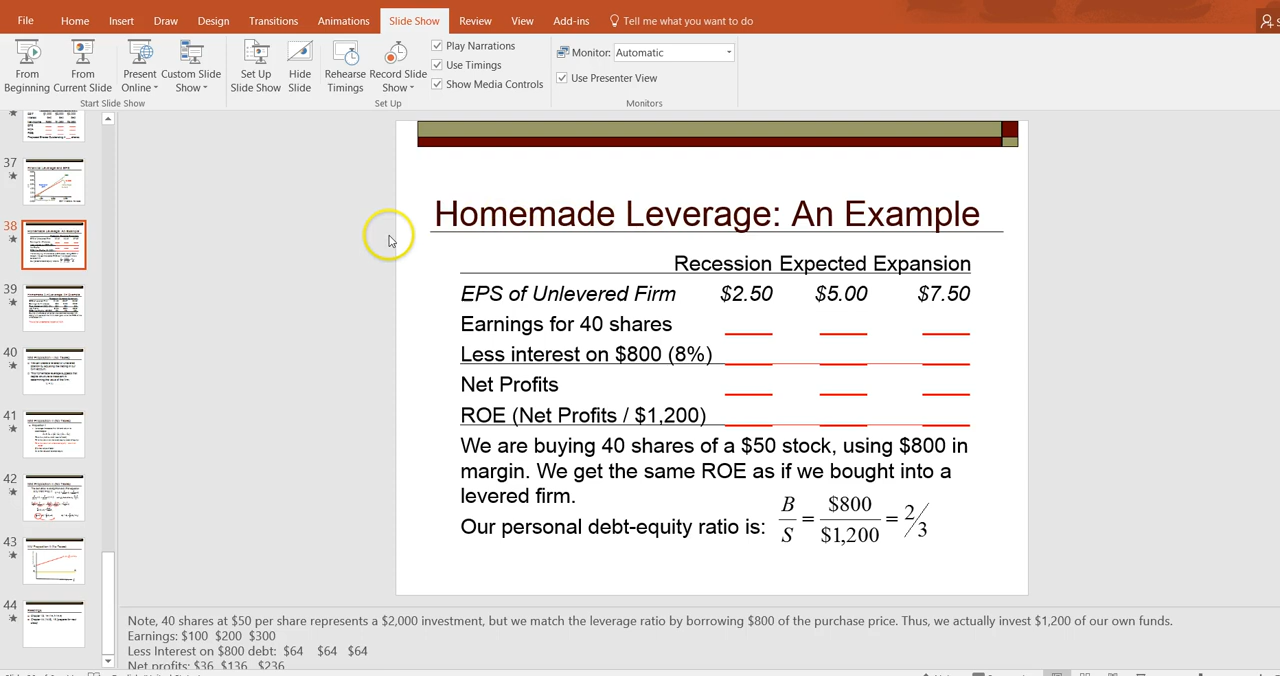 File Home Insert Draw Design Transitions Animations Slide Show Review View Add-ins Tell me what you want to do
From Beginning
From Current Slide
Present Online
Custom Slide Show
Set Up Slide Show
Hide Slide
Rehearse Timings
Record Slide Show
Play Narrations
Use Timings
Show Media Controls
Monitor: Automatic
Use Presenter View
Start Slide Show
Set Up
Monitors
37
38
39
40
41
42
43
44
Homemade Leverage: An Example
Recession Expected Expansion
EPS of Unlevered Firm $2.50 $5.00 $7.50
Earnings for 40 shares
Less interest on $800 (8%)
Net Profits
ROE (Net Profits / $1,200)
We are buying 40 shares of a $50 stock, using $800 in
margin. We get the same ROE as if we bought into a
levered firm.
Our personal debt-equity ratio is: B/S = $800/$1,200 = 2/3
Note, 40 shares at $50 per share represents a $2,000 investment, but we match the leverage ratio by borrowing $800 of the purchase price. Thus, we actually invest $1,200 of our own funds.
Earnings: $100 $200 $300
Less Interest on $800 debt: $64 $64 $64
Net profits: $36 $136 $236